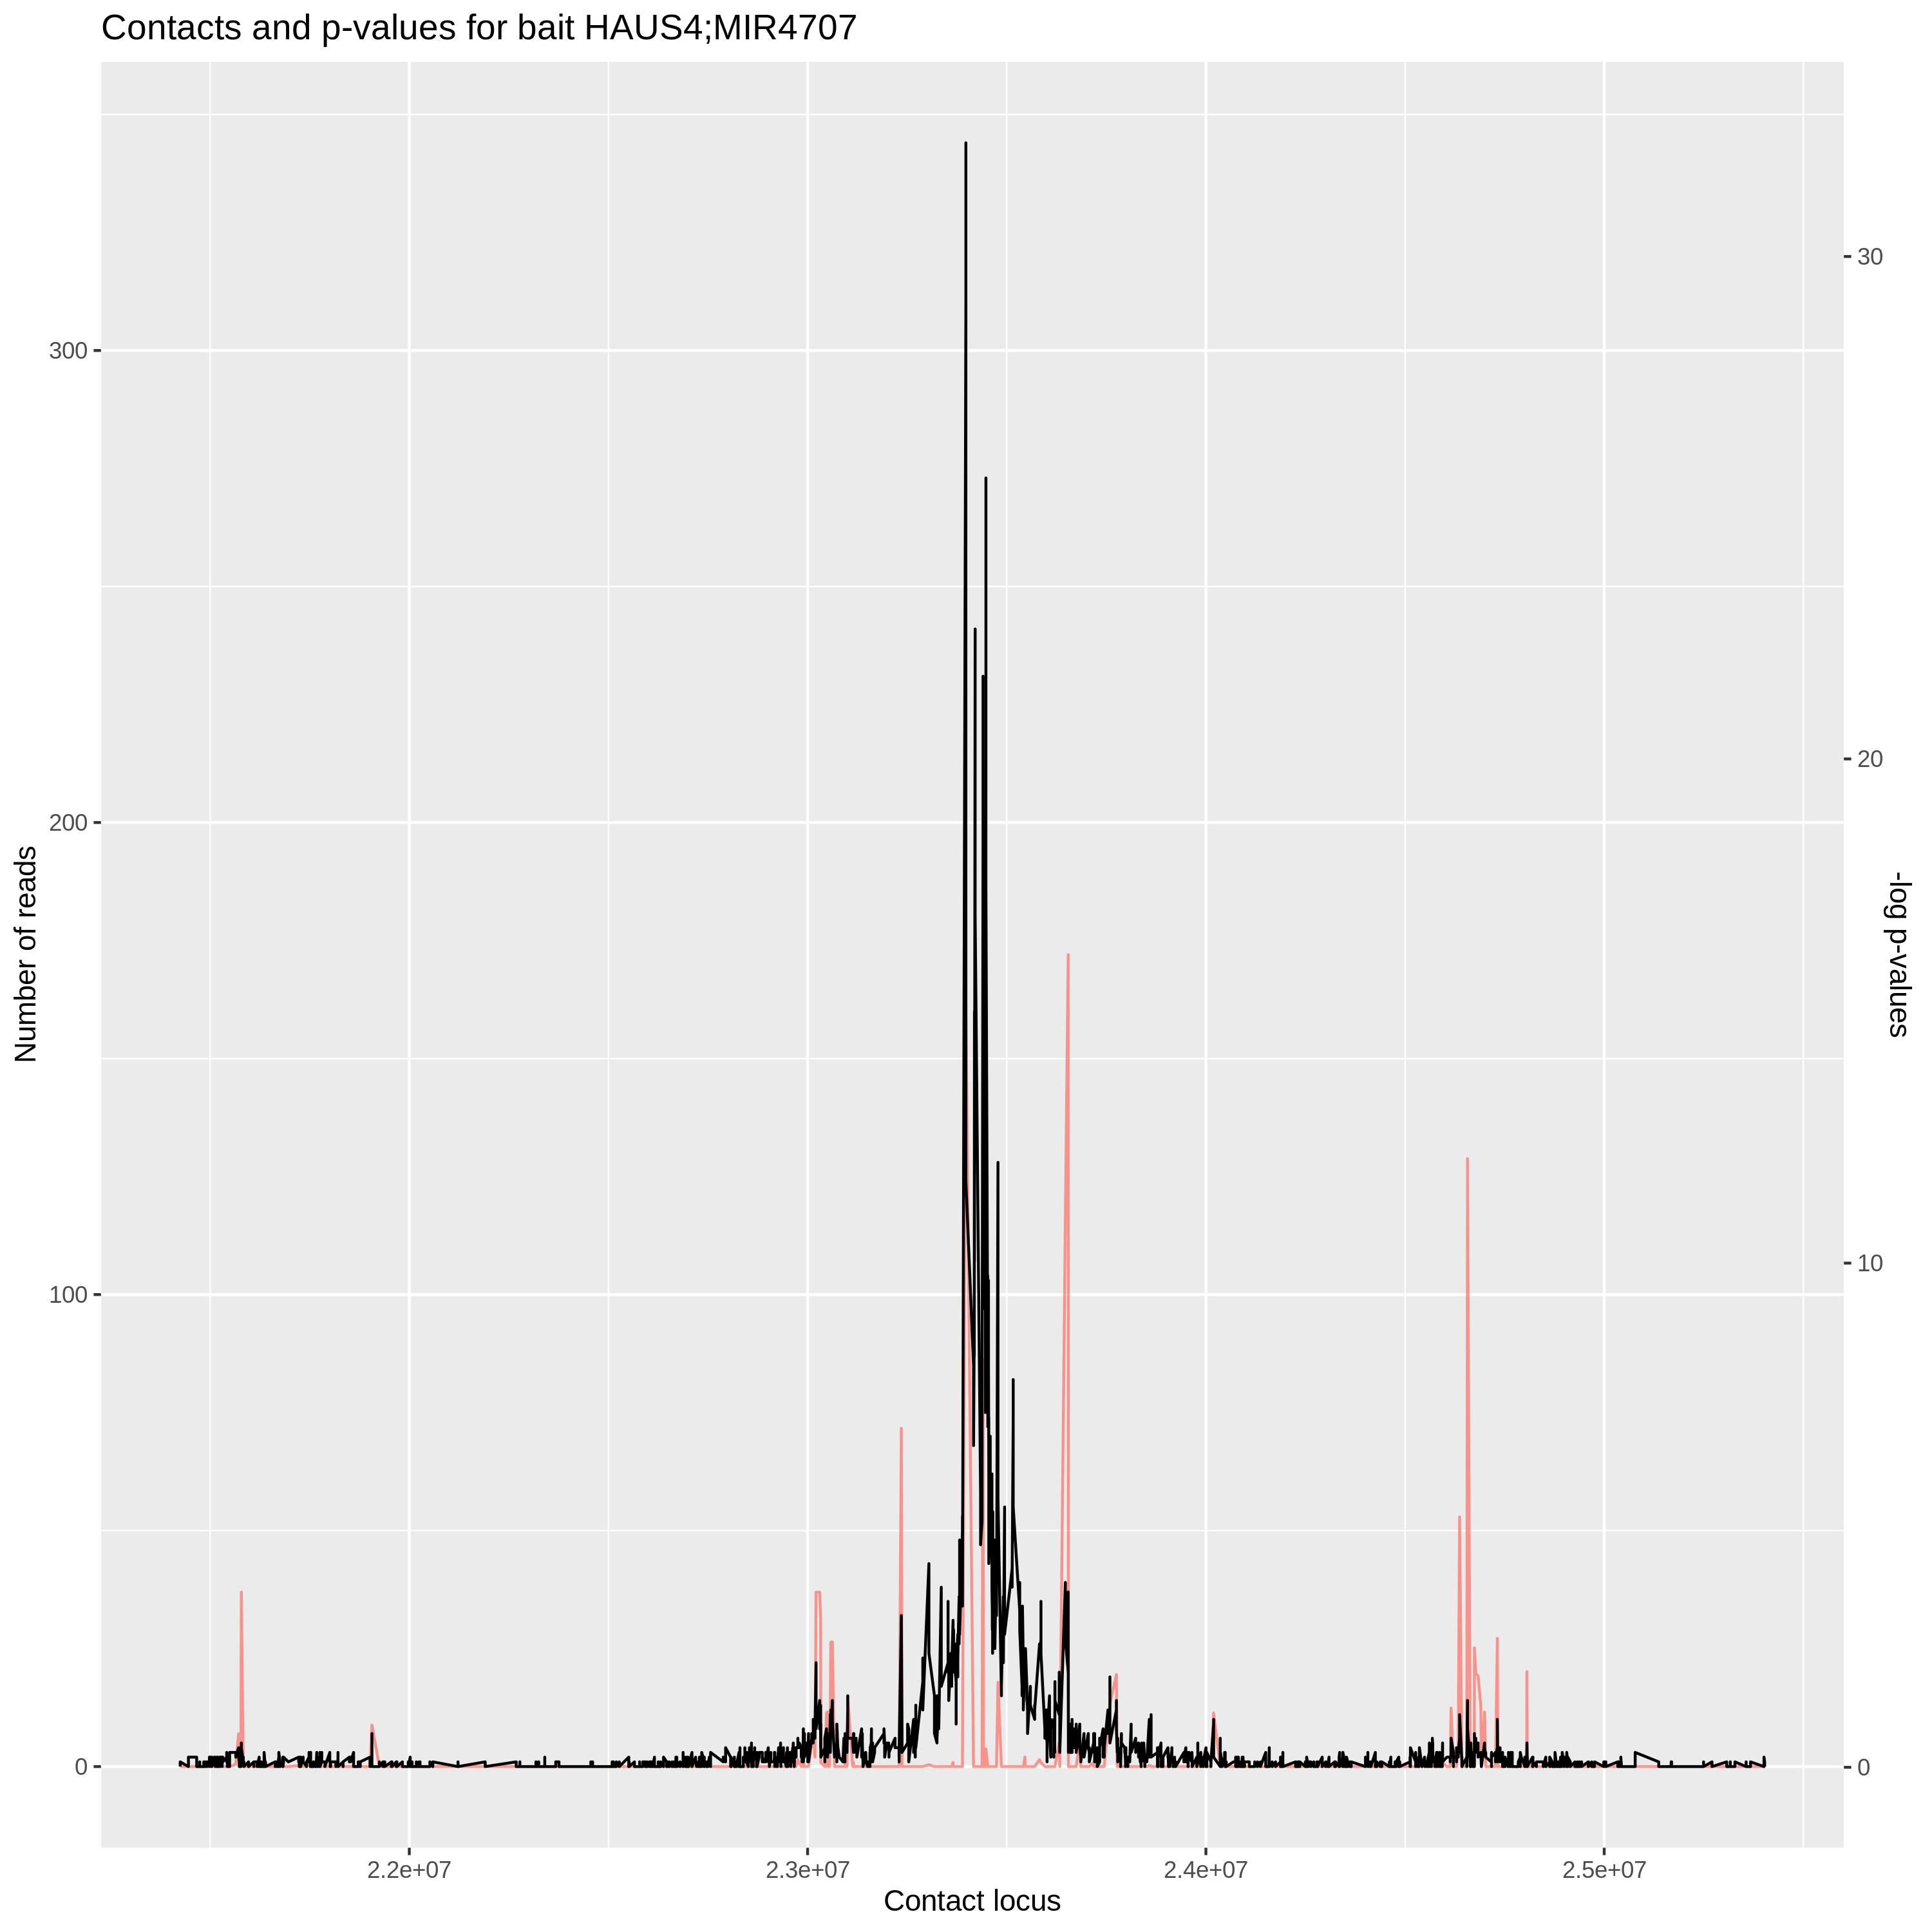 Contacts and p-values for bait HAUS4;MIR4707
300
200
100
0
30
20
10
0
Number of reads
-log p-values
2.2e+07
2.3e+07
2.4e+07
2.5e+07
Contact locus